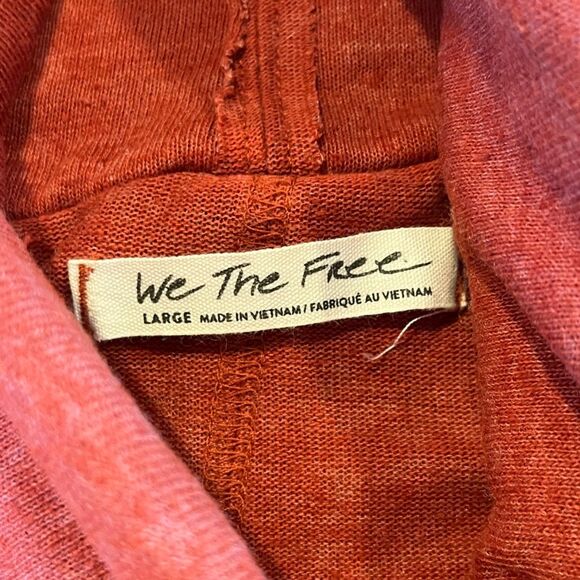 We The Free
LARGE MADE IN VIETNAM / FABRIQUÉ AU VIETNAM